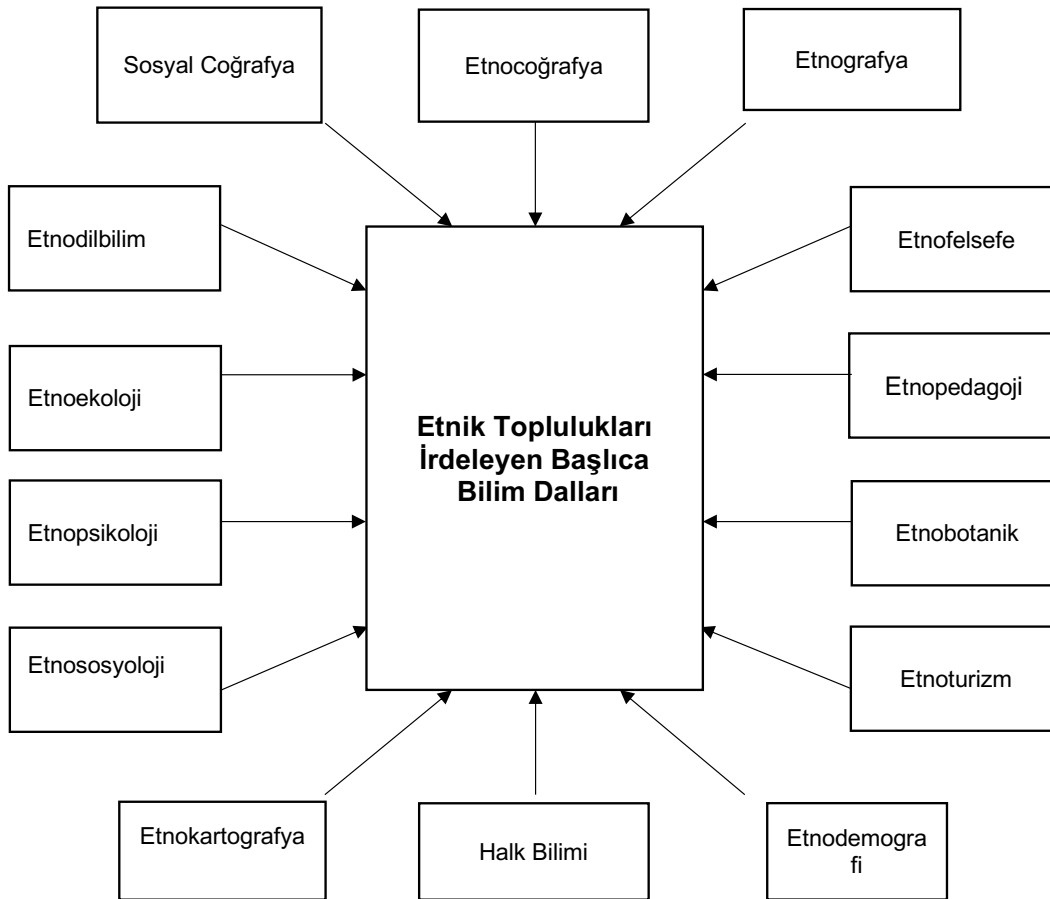 Sosyal Coğrafya
Etnocoğrafya
Etnografya
Etnodilbilim
Etnofelsefe
Etnoekoloji
Etnopedagoji
Etnik Toplulukları
İrdeleyen Başlıca
Bilim Dalları
Etnopsikoloji
Etnobotanik
Etnososyoloji
Etnoturizm
Etnokartografya
Halk Bilimi
Etnodemogra
fi